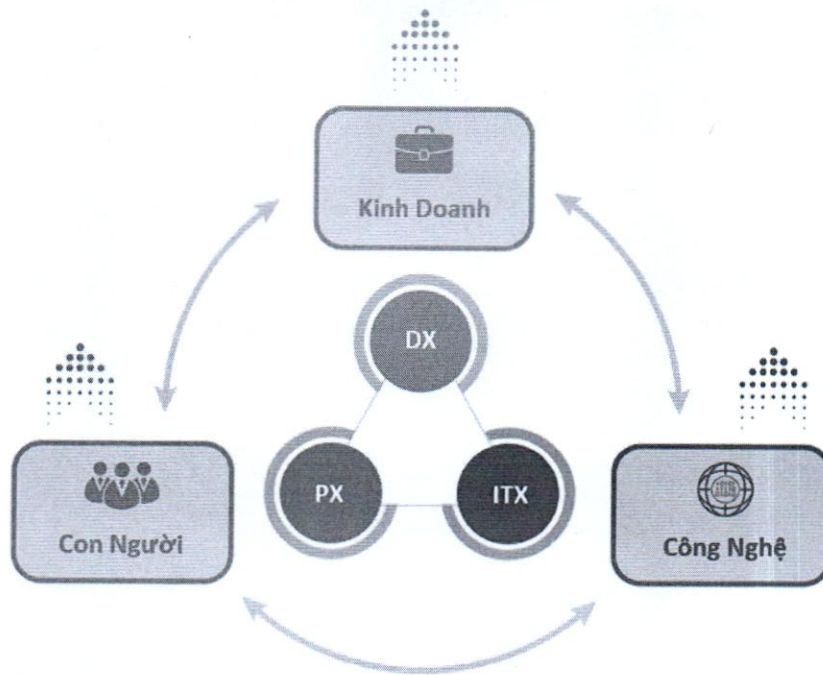 Kinh Doanh
DX
PX
ITX
Con Người
Công Nghệ